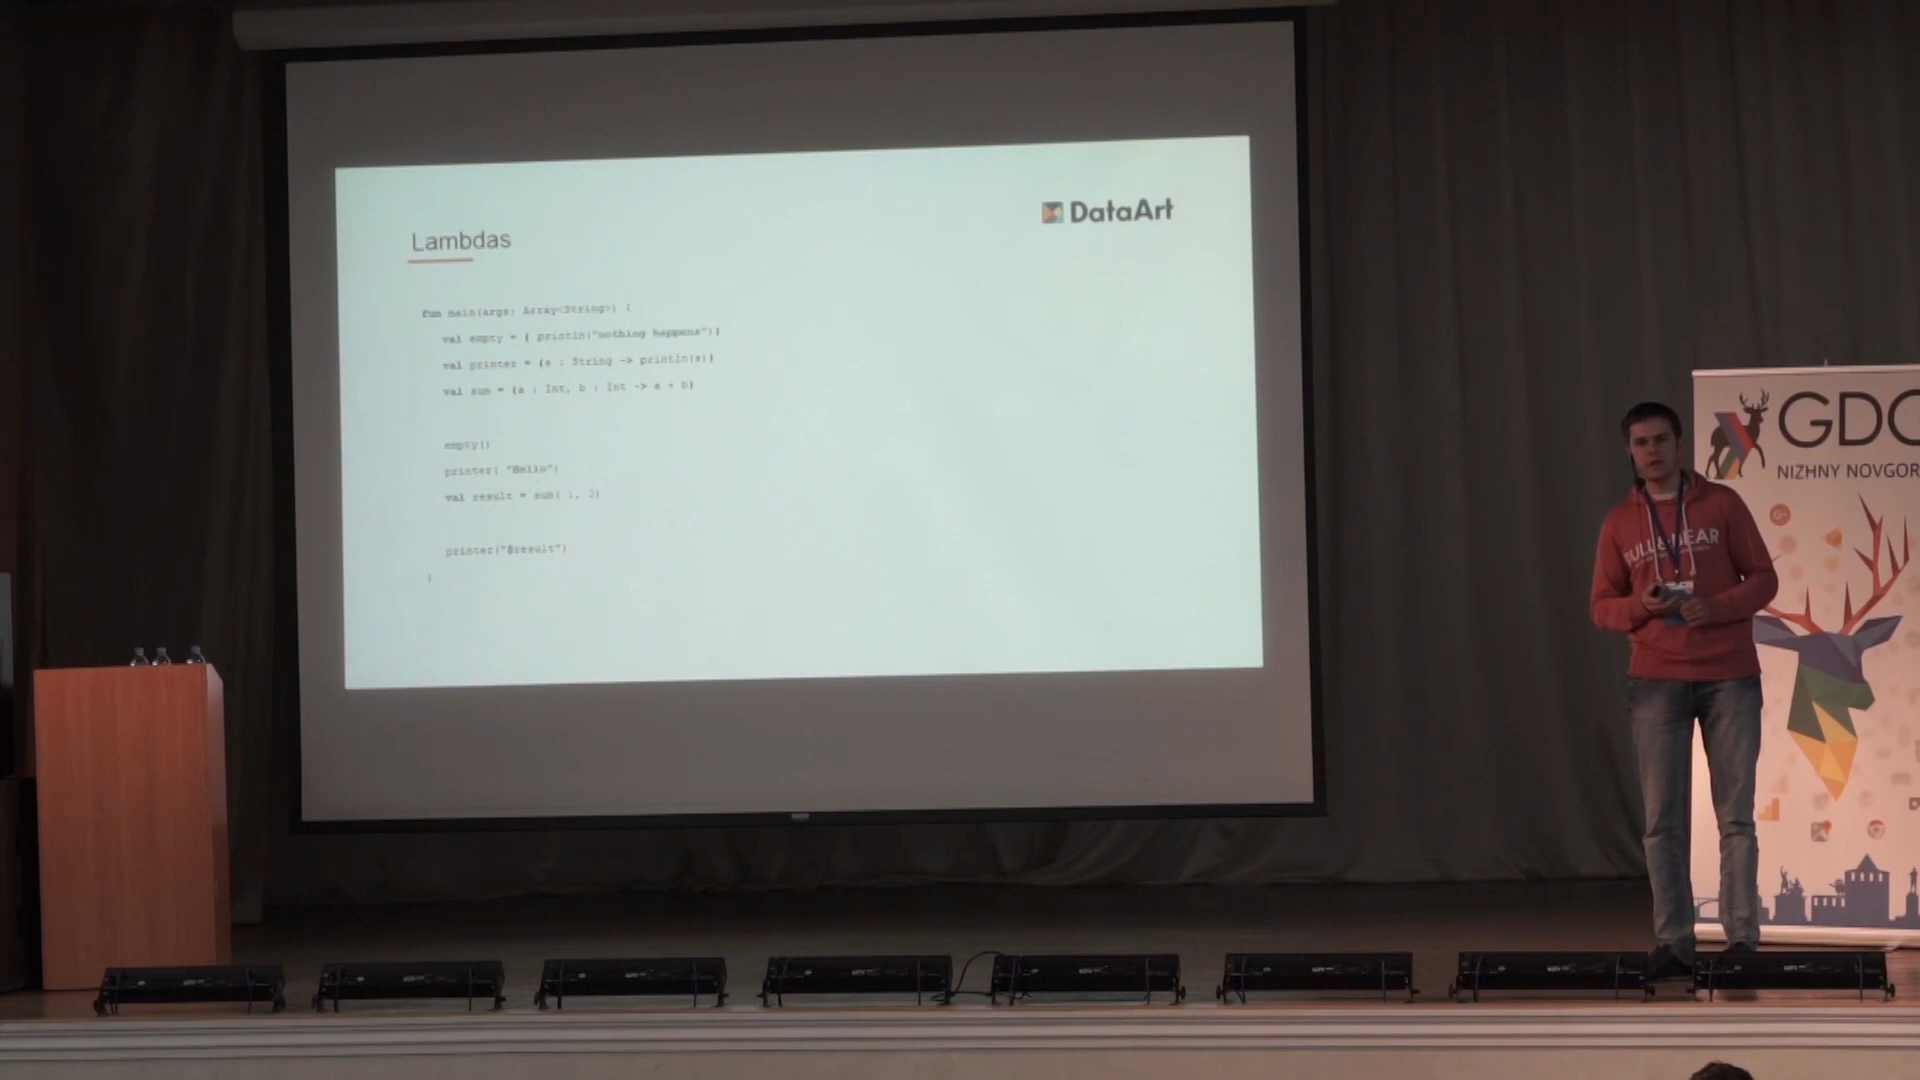 DataArt
Lambdas
fun main(args: Array<String>) {
val empty = { println("nothing happens")}
val printer = {s : String -> println(s)}
val sum = {a : Int, b : Int -> a + b}
empty()
printer( "Hello")
val result = sum( 1, 2)
printer("$result")
}
GDG
NIZHNY NOVGOR
PULL&BEAR